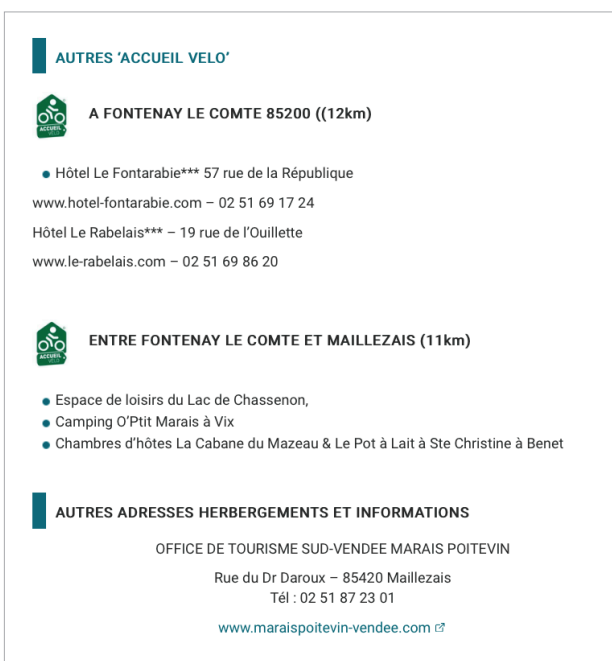 AUTRES ‘ACCUEIL VELO’
ACCUEIL
VELO
A FONTENAY LE COMTE 85200 ((12km)
Hôtel Le Fontarabie*** 57 rue de la République
www.hotel-fontarabie.com – 02 51 69 17 24
Hôtel Le Rabelais*** – 19 rue de l’Ouillette
www.le-rabelais.com – 02 51 69 86 20
ACCUEIL
VELO
ENTRE FONTENAY LE COMTE ET MAILLEZAIS (11km)
Espace de loisirs du Lac de Chassenon,
Camping O’Ptit Marais à Vix
Chambres d’hôtes La Cabane du Mazeau & Le Pot à Lait à Ste Christine à Benet
AUTRES ADRESSES HERBERGEMENTS ET INFORMATIONS
OFFICE DE TOURISME SUD-VENDEE MARAIS POITEVIN
Rue du Dr Daroux – 85420 Maillezais
Tél : 02 51 87 23 01
www.maraispoitevin-vendee.com